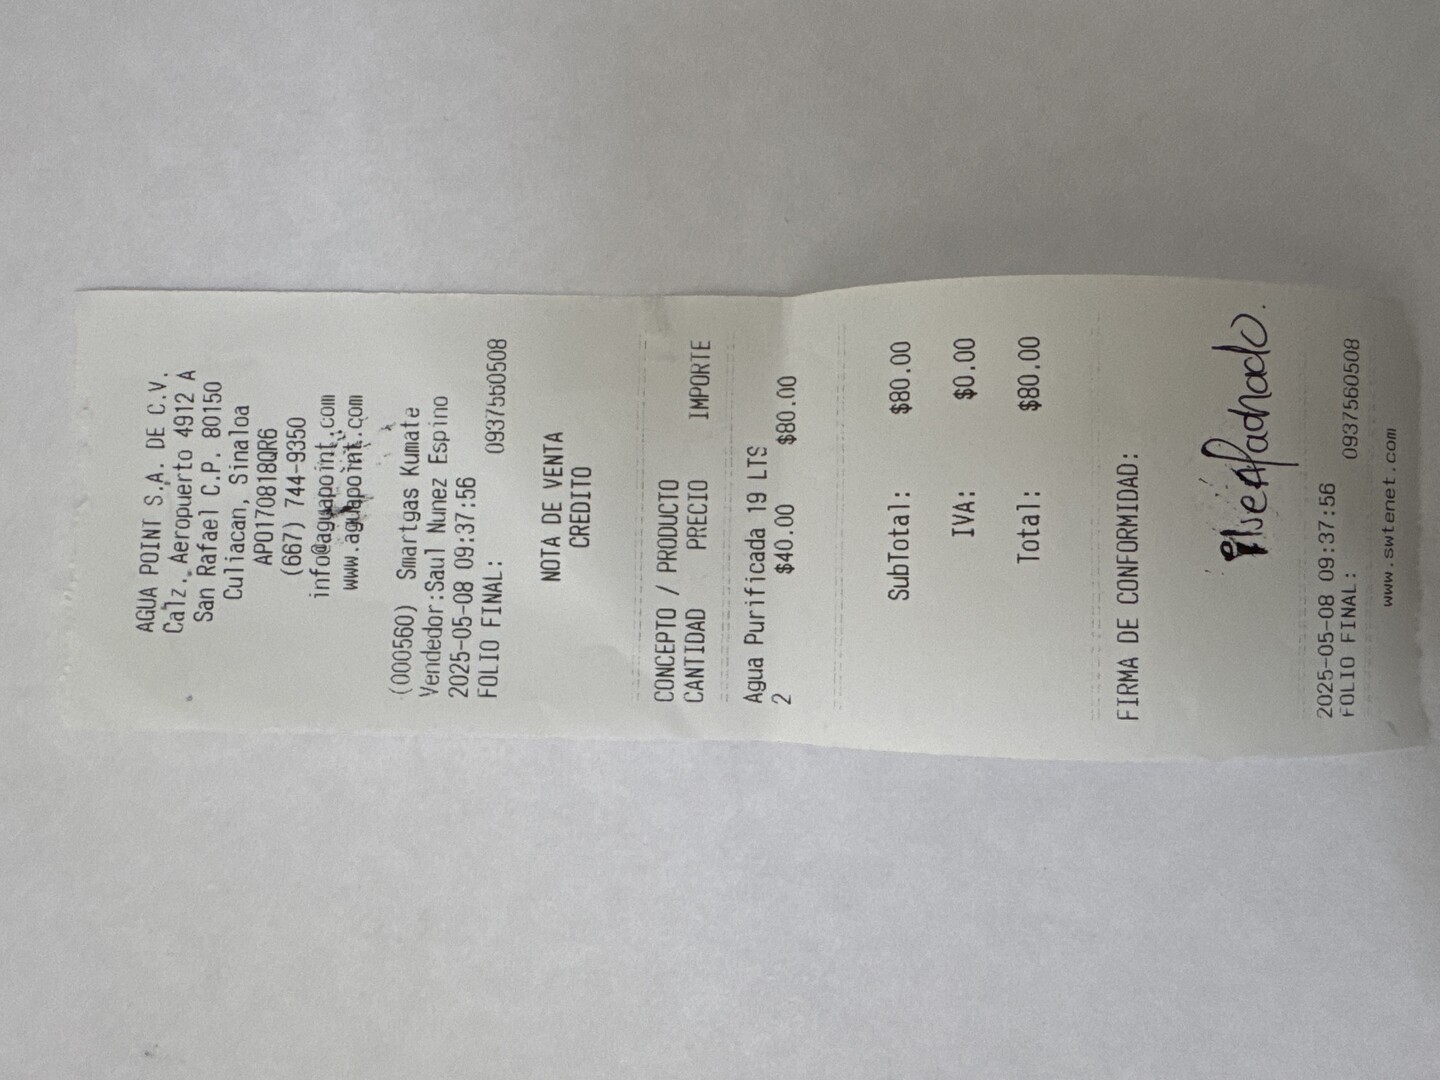 AGUA POINT S.A. DE C.V.
Calz. Aeropuerto 4912 A
San Rafael C.P. 80150
Culiacan, Sinaloa
APO170818QR6
(667) 744-9350
info@aguapoint.com
www.aguapoint.com
(000560) Smartgas Kumate
Vendedor:Saul Nunez Espino
2025-05-08 09:37:56
FOLIO FINAL: 0937560508
NOTA DE VENTA
CREDITO
CONCEPTO / PRODUCTO
CANTIDAD PRECIO IMPORTE
Agua Purificada 19 LTS
2 $40.00 $80.00
SubTotal: $80.00
IVA: $0.00
Total: $80.00
FIRMA DE CONFORMIDAD:
2025-05-08 09:37:56
FOLIO FINAL: 0937560508
www.swtenet.com